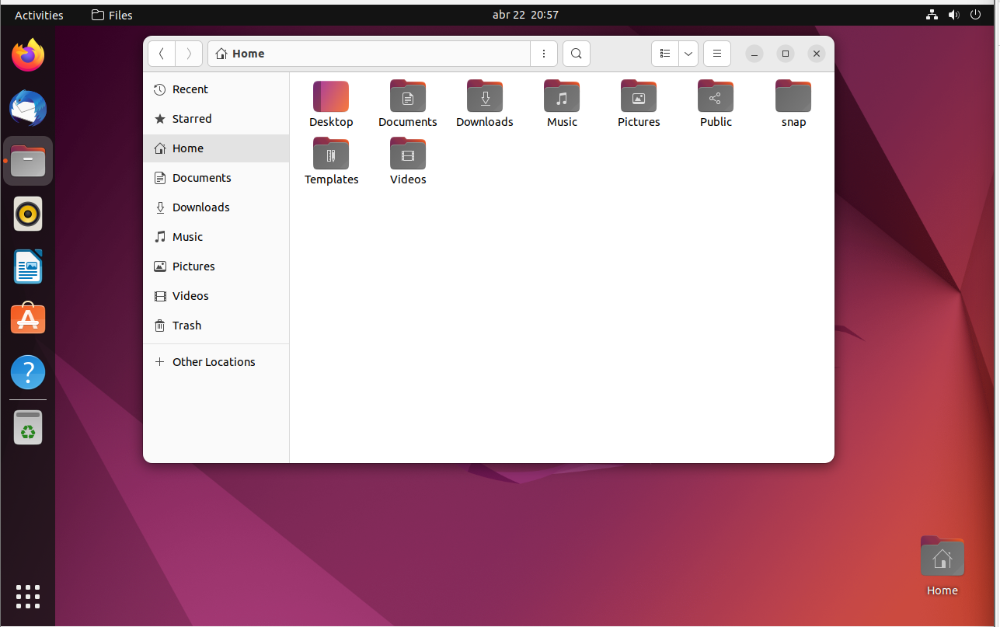 Activities Files abr 22 20:57
Home
Recent
Starred
Home
Documents
Downloads
Music
Pictures
Videos
Trash
Other Locations
Desktop Documents Downloads Music Pictures Public snap
Templates Videos
Home